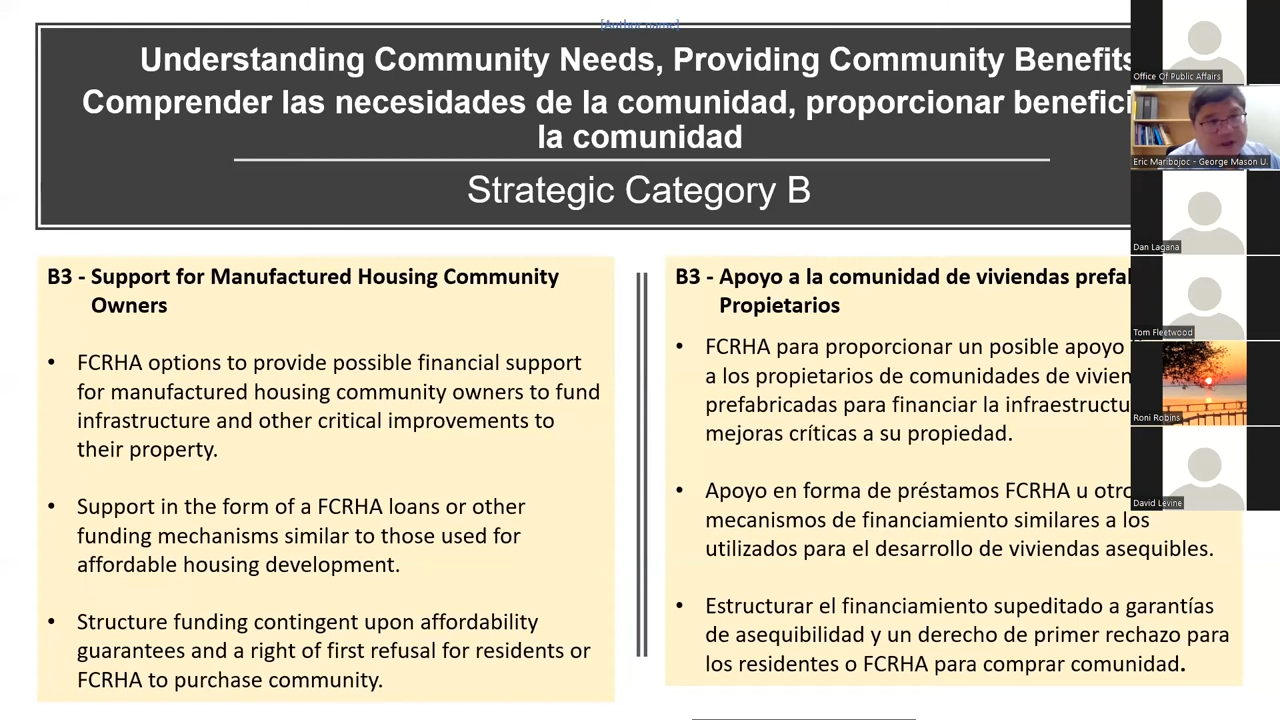 [Author name]
Understanding Community Needs, Providing Community Benefits
Comprender las necesidades de la comunidad, proporcionar
la comunidad
Strategic Category B
B3 - Support for Manufactured Housing Community
Owners
• FCRHA options to provide possible financial support
for manufactured housing community owners to fund
infrastructure and other critical improvements to
their property.
• Support in the form of a FCRHA loans or other
funding mechanisms similar to those used for
affordable housing development.
• Structure funding contingent upon affordability
guarantees and a right of first refusal for residents or
FCRHA to purchase community.
B3 - Apoyo a la comunidad de viviendas
Propietarios
• FCRHA para proporcionar un posible apoyo
a los propietarios de comunidades de
prefabricadas para financiar la
mejoras críticas a su propiedad.
• Apoyo en forma de préstamos FCRHA u
mecanismos de financiamiento similares a los
utilizados para el desarrollo de viviendas asequibles.
• Estructurar el financiamiento supeditado a garantías
de asequibilidad y un derecho de primer rechazo para
los residentes o FCRHA para comprar comunidad.
Office Of Public Affairs
Eric Maribojoc - George Mason U.
Dan Lagana
Tom Fleetwood
Roni Robins
David Levine